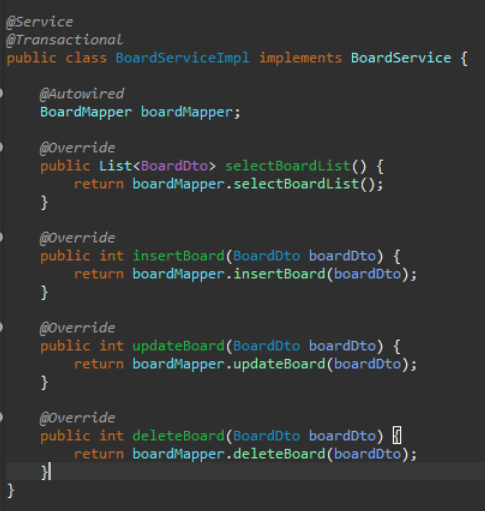 @Service
@Transactional
public class BoardServiceImpl implements BoardService {
@Autowired
BoardMapper boardMapper;
@Override
public List<BoardDto> selectBoardList() {
return boardMapper.selectBoardList();
}
@Override
public int insertBoard(BoardDto boardDto) {
return boardMapper.insertBoard(boardDto);
}
@Override
public int updateBoard(BoardDto boardDto) {
return boardMapper.updateBoard(boardDto);
}
@Override
public int deleteBoard(BoardDto boardDto) {
return boardMapper.deleteBoard(boardDto);
}
}